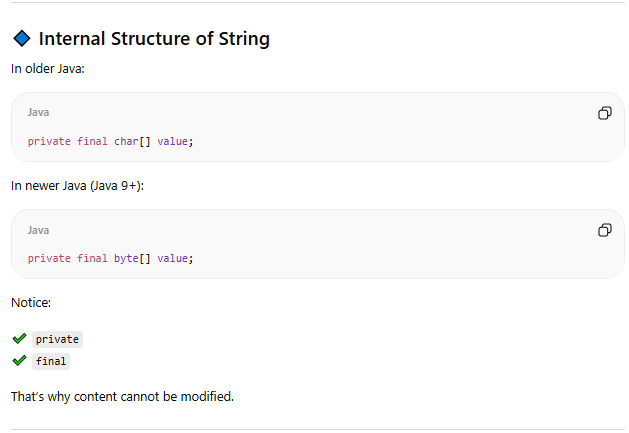 Internal Structure of String
In older Java:
Java
private final char[] value;
In newer Java (Java 9+):
Java
private final byte[] value;
Notice:
private
final
That's why content cannot be modified.